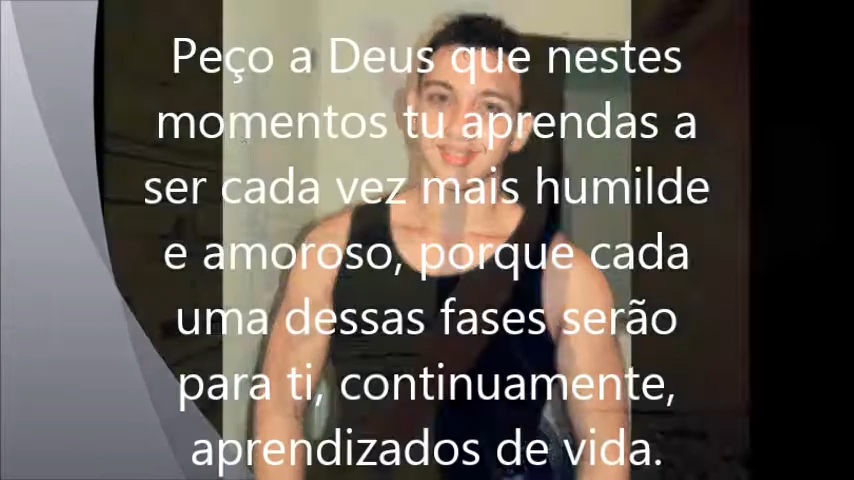 Peço a Deus que nestes
momentos tu aprendas a
ser cada vez mais humilde
e amoroso, porque cada
uma dessas fases serão
para ti, continuamente,
aprendizados de vida.